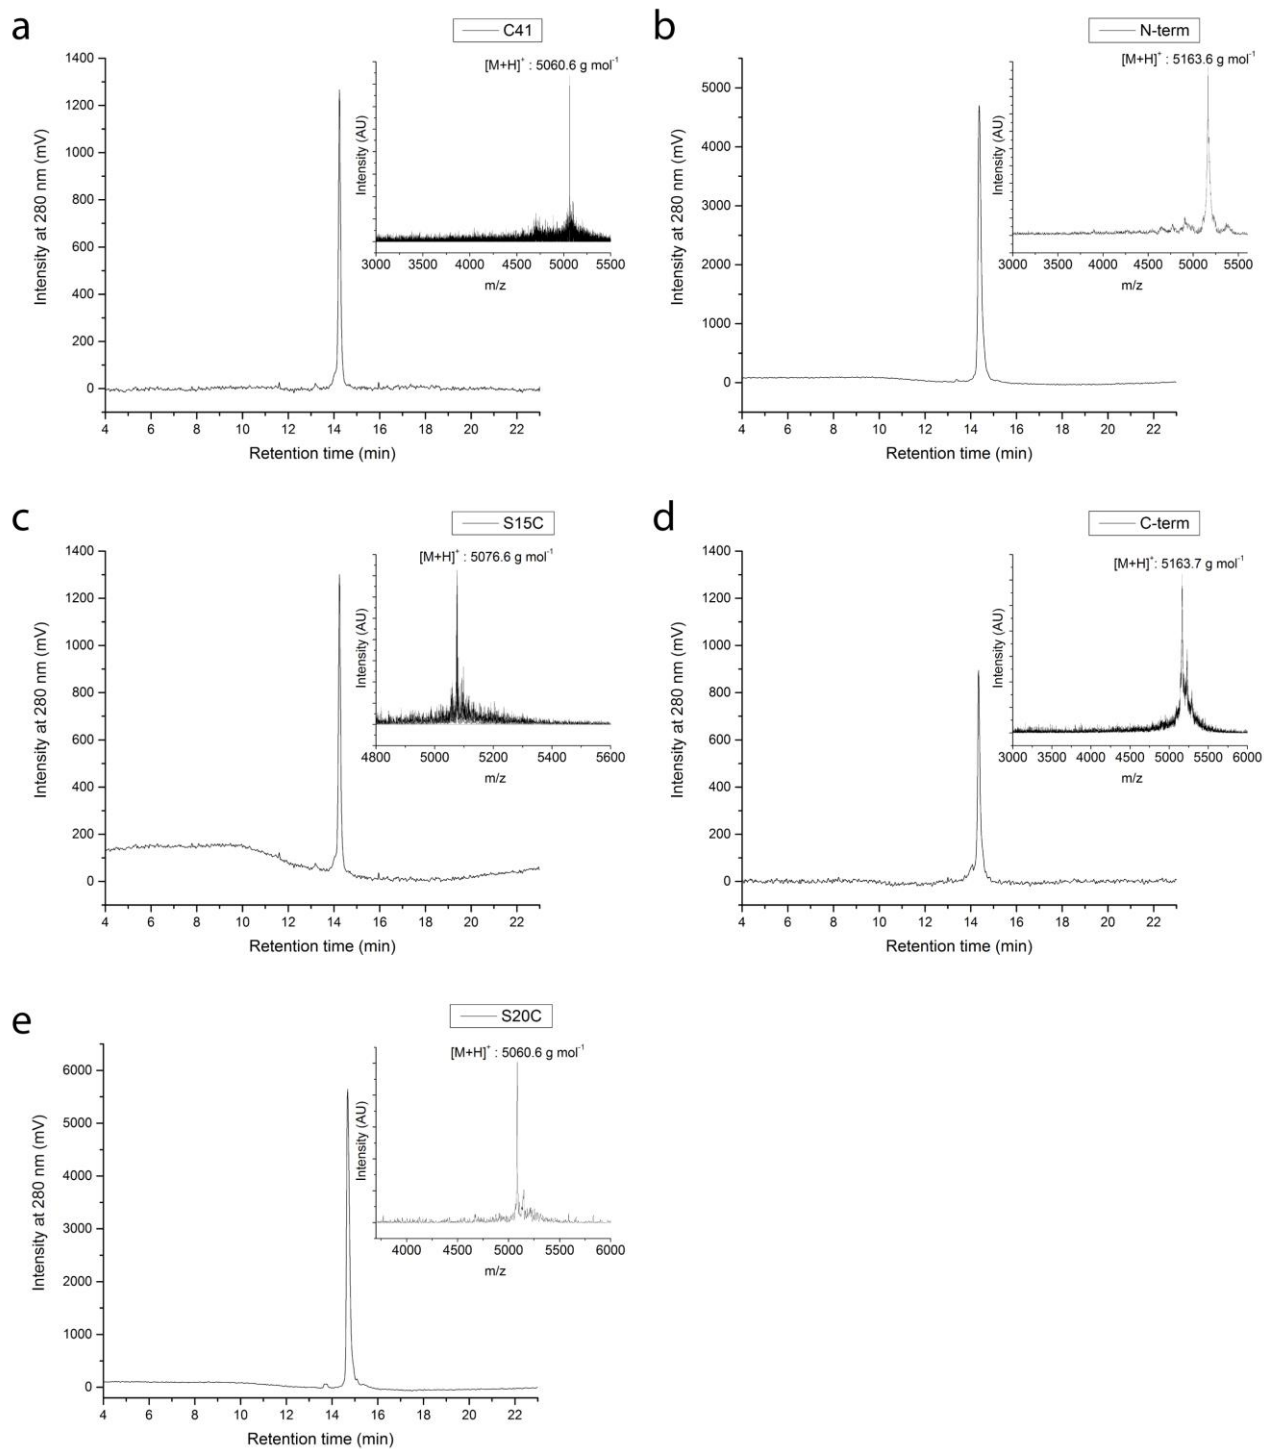 a
C41
[M+H]⁺ : 5060.6 g mol⁻¹
Intensity at 280 nm (mV)
1400
1200
1000
800
600
400
200
0
4 6 8 10 12 14 16 18 20 22
Retention time (min)
Intensity (AU)
3000 3500 4000 4500 5000 5500
m/z
b
N-term
[M+H]⁺ : 5163.6 g mol⁻¹
Intensity at 280 nm (mV)
5000
4000
3000
2000
1000
0
4 6 8 10 12 14 16 18 20 22
Retention time (min)
Intensity (AU)
3000 3500 4000 4500 5000 5500
m/z
c
S15C
[M+H]⁺ : 5076.6 g mol⁻¹
Intensity at 280 nm (mV)
1400
1200
1000
800
600
400
200
0
4 6 8 10 12 14 16 18 20 22
Retention time (min)
Intensity (AU)
4800 5000 5200 5400 5600
m/z
d
C-term
[M+H]⁺: 5163.7 g mol⁻¹
Intensity at 280 nm (mV)
1400
1200
1000
800
600
400
200
0
4 6 8 10 12 14 16 18 20 22
Retention time (min)
Intensity (AU)
3000 3500 4000 4500 5000 5500 6000
m/z
e
S20C
[M+H]⁺ : 5060.6 g mol⁻¹
Intensity at 280 nm (mV)
6000
5000
4000
3000
2000
1000
0
4 6 8 10 12 14 16 18 20 22
Retention time (min)
Intensity (AU)
4000 4500 5000 5500 6000
m/z